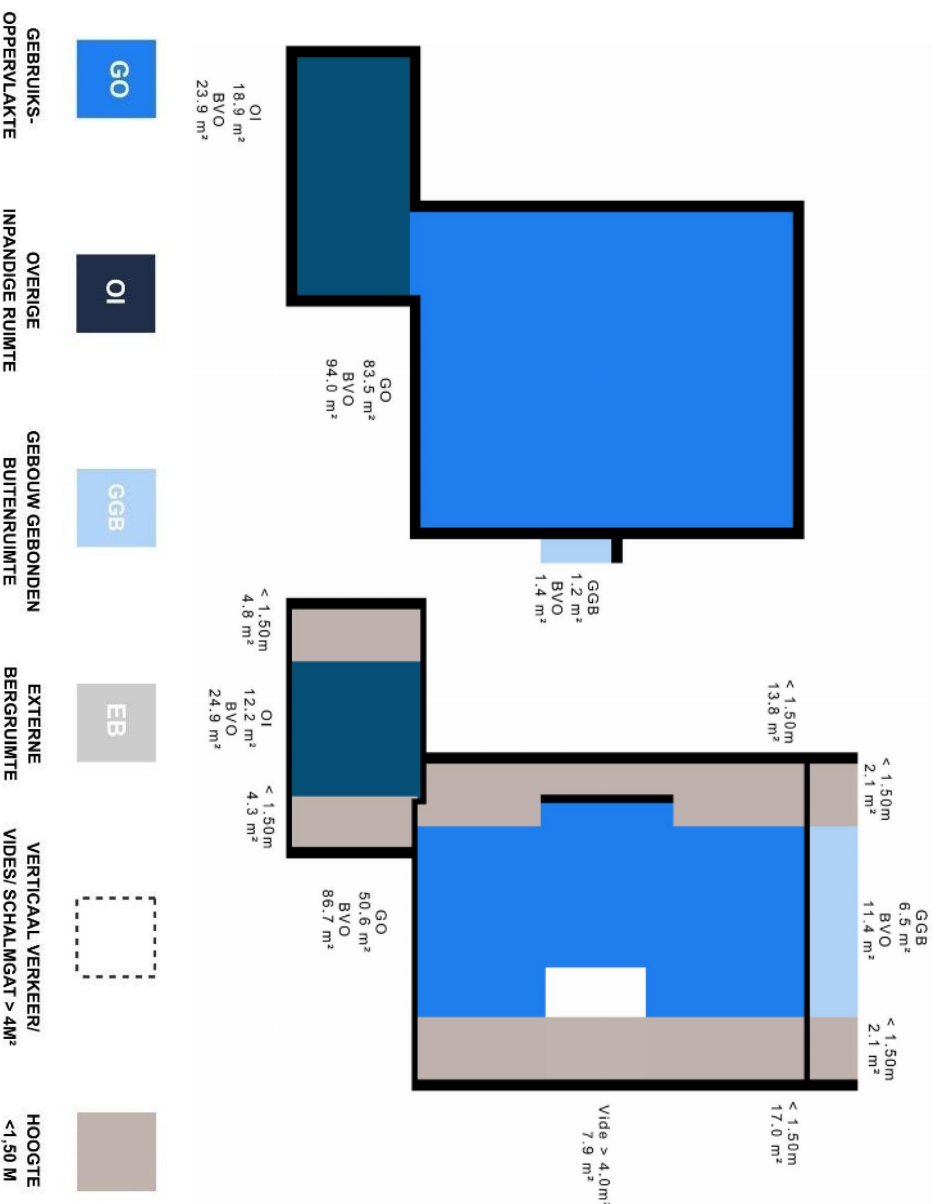 GGB
6.5 m²
BVO
11.4 m²
< 1.50m
2.1 m²
< 1.50m
2.1 m²
< 1.50m
13.8 m²
< 1.50m
17.0 m²
Vide > 4.0m²
7.9 m²
GGB
1.2 m²
BVO
1.4 m²
GO
83.5 m²
BVO
94.0 m²
GO
50.6 m²
BVO
86.7 m²
OI
18.9 m²
BVO
23.9 m²
< 1.50m
4.8 m²
OI
12.2 m²
BVO
24.9 m²
< 1.50m
4.3 m²
GO
GEBRUIKS-
OPPERVLAKTE
OI
OVERIGE
INPANDIGE RUIMTE
GGB
GEBOUW GEBONDEN
BUITENRUIMTE
EB
EXTERNE
BERGRUIMTE
VERTICAAL VERKEER/
VIDES/ SCHALMGAT > 4M²
HOOGTE
<1,50 M